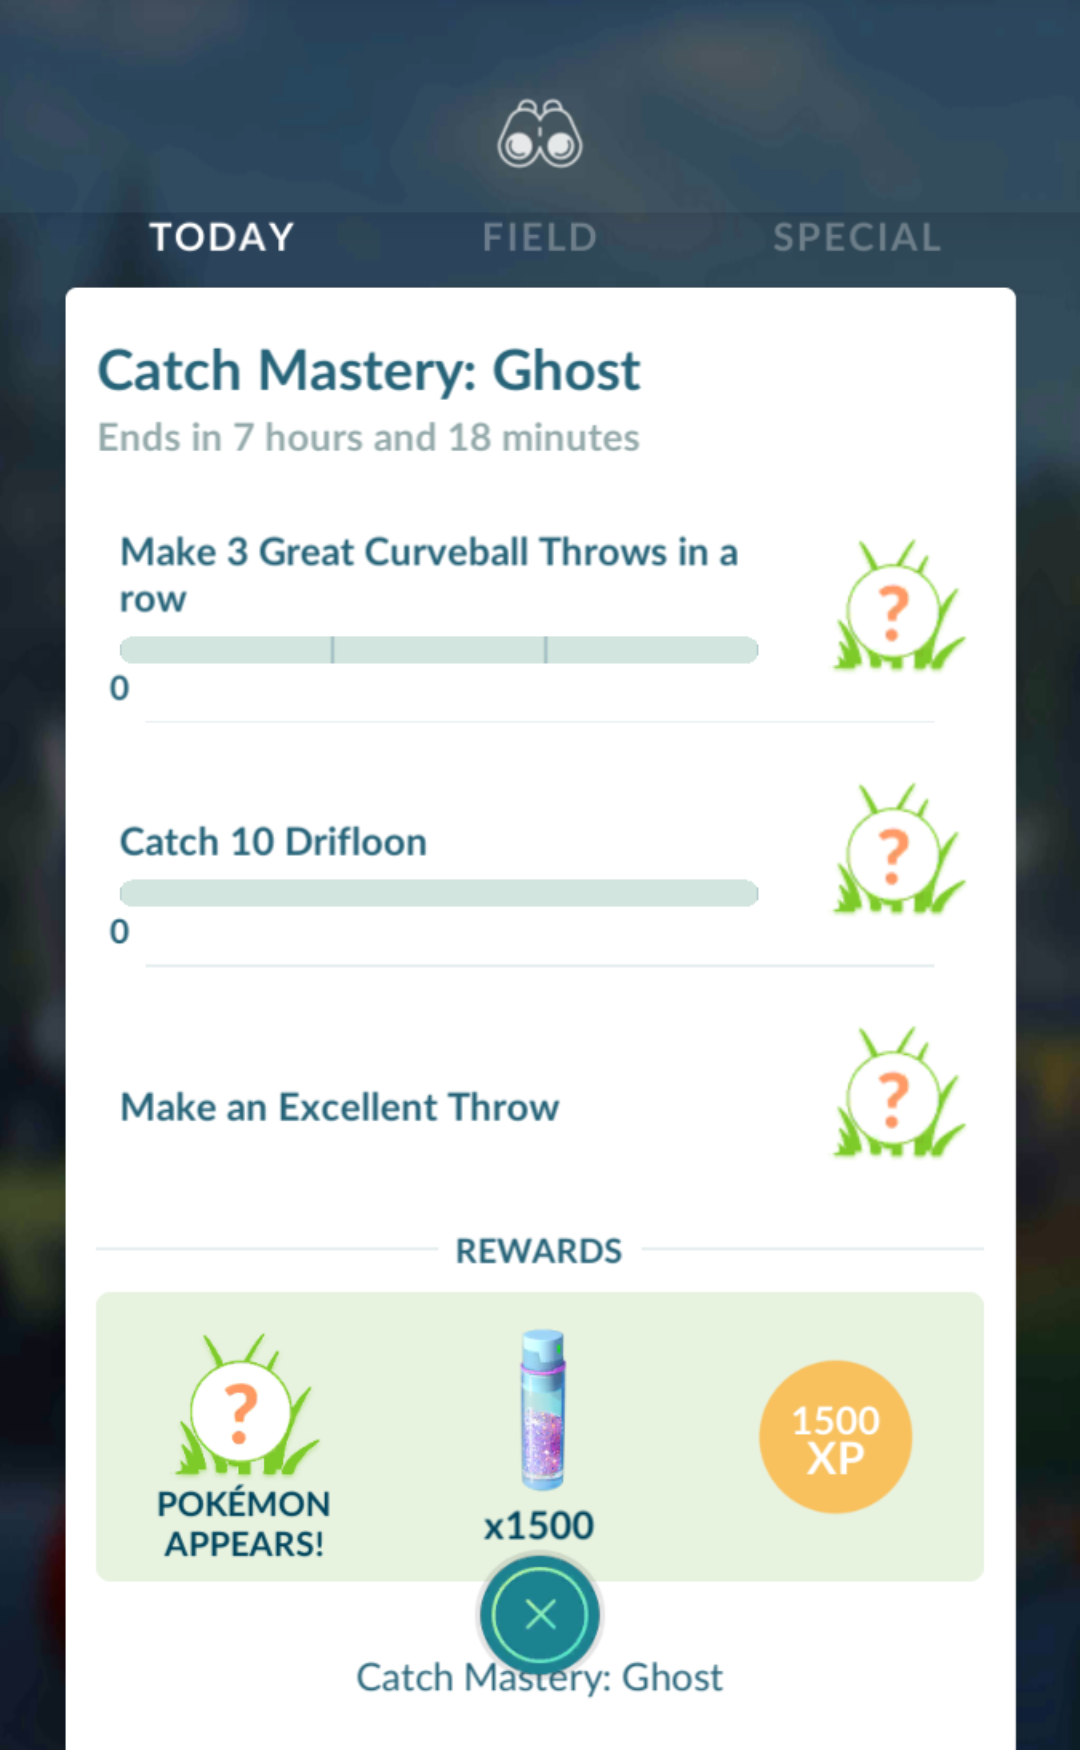 TODAY
FIELD
SPECIAL
Catch Mastery: Ghost
Ends in 7 hours and 18 minutes
Make 3 Great Curveball Throws in a
row
?
0
Catch 10 Drifloon
?
0
Make an Excellent Throw
?
REWARDS
?
POKÉMON
APPEARS!
x1500
1500
XP
Catch Mastery: Ghost